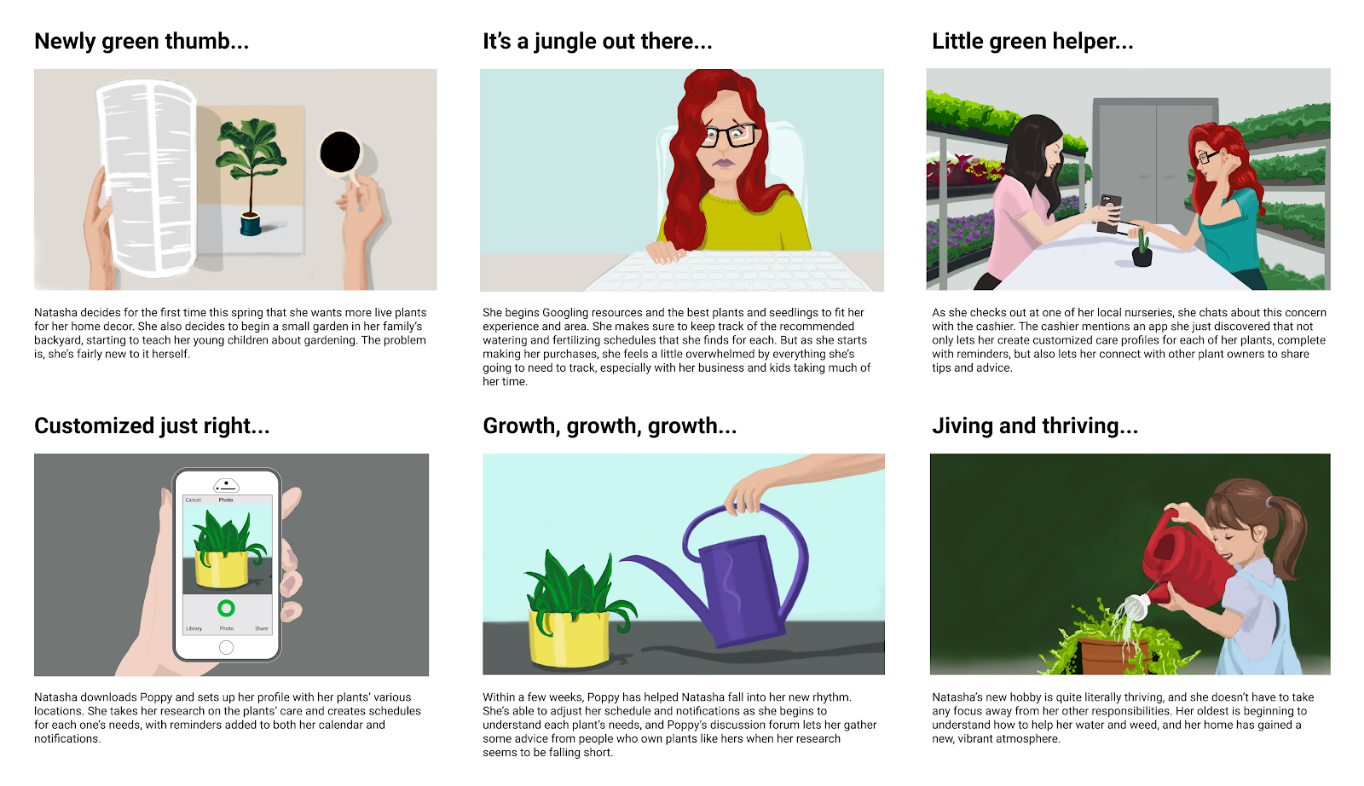 Newly green thumb...
Natasha decides for the first time this spring that she wants more live plants
for her home decor. She also decides to begin a small garden in her family’s
backyard, starting to teach her young children about gardening. The problem
is, she’s fairly new to it herself.
It’s a jungle out there...
She begins Googling resources and the best plants and seedlings to fit her
experience and area. She makes sure to keep track of the recommended
watering and fertilizing schedules that she finds for each. But as she starts
making her purchases, she feels a little overwhelmed by everything she’s
going to need to track, especially with her business and kids taking much of
her time.
Little green helper...
As she checks out at one of her local nurseries, she chats about this concern
with the cashier. The cashier mentions an app she just discovered that not
only lets her create customized care profiles for each of her plants, complete
with reminders, but also lets her connect with other plant owners to share
tips and advice.
Customized just right...
Cancel Photo
Library Photo Share
Natasha downloads Poppy and sets up her profile with her plants’ various
locations. She takes her research on the plants’ care and creates schedules
for each one’s needs, with reminders added to both her calendar and
notifications.
Growth, growth, growth...
Within a few weeks, Poppy has helped Natasha fall into her new rhythm.
She’s able to adjust her schedule and notifications as she begins to
understand each plant’s needs, and Poppy’s discussion forum lets her gather
some advice from people who own plants like hers when her research
seems to be falling short.
Jiving and thriving...
Natasha’s new hobby is quite literally thriving, and she doesn’t have to take
any focus away from her other responsibilities. Her oldest is beginning to
understand how to help her water and weed, and her home has gained a
new, vibrant atmosphere.